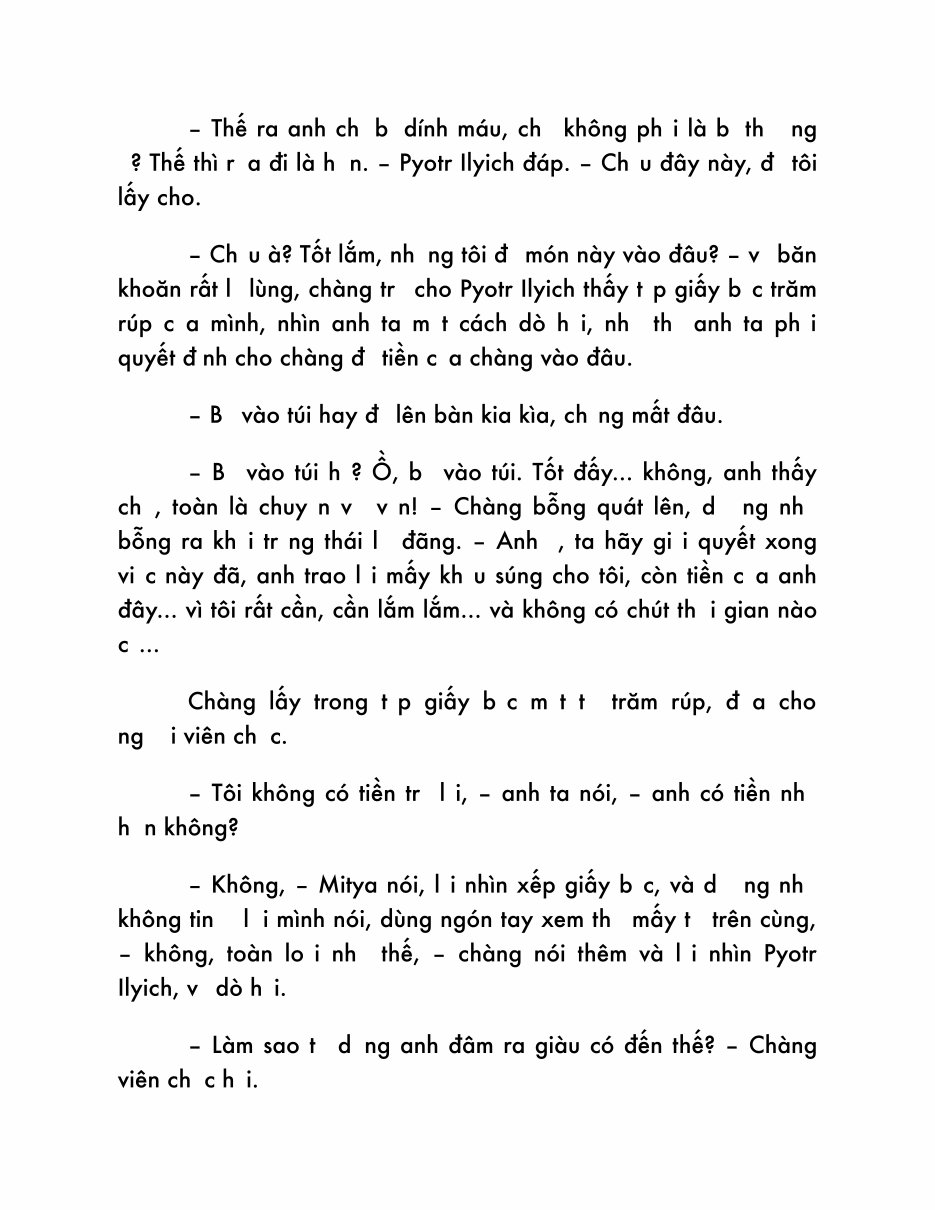 – Thế ra anh ch  b  dính máu, ch  không ph i là b  th  ng
 ? Thế thì r a đi là h n. – Pyotr Ilyich đáp. – Ch u đây này, đ  tôi
lấy cho.
– Ch u à? Tốt lắm, nh ng tôi đ  món này vào đâu? – v  băn
khoăn rất l  lùng, chàng tr  cho Pyotr Ilyich thấy t p giấy b c trăm
rúp c a mình, nhìn anh ta m t cách dò h i, nh  th  anh ta ph i
quyết đ nh cho chàng đ  tiền c a chàng vào đâu.
– B  vào túi hay đ  lên bàn kia kìa, ch ng mất đâu.
– B  vào túi h ? Ồ, b  vào túi. Tốt đấy... không, anh thấy
ch , toàn là chuy n v  v n! – Chàng bỗng quát lên, d  ng nh
bỗng ra kh i tr ng thái l  đãng. – Anh  , ta hãy gi i quyết xong
vi c này đã, anh trao l i mấy kh u súng cho tôi, còn tiền c a anh
đây... vì tôi rất cần, cần lắm lắm... và không có chút th i gian nào
c ...
Chàng lấy trong t p giấy b c m t t  trăm rúp, đ a cho
ng  i viên ch c.
– Tôi không có tiền tr  l i, – anh ta nói, – anh có tiền nh
h n không?
– Không, – Mitya nói, l i nhìn xếp giấy b c, và d  ng nh
không tin  l i mình nói, dùng ngón tay xem th  mấy t  trên cùng,
– không, toàn lo i nh  thế, – chàng nói thêm và l i nhìn Pyotr
Ilyich, v  dò h i.
– Làm sao t  d ng anh đâm ra giàu có đến thế? – Chàng
viên ch c h i.